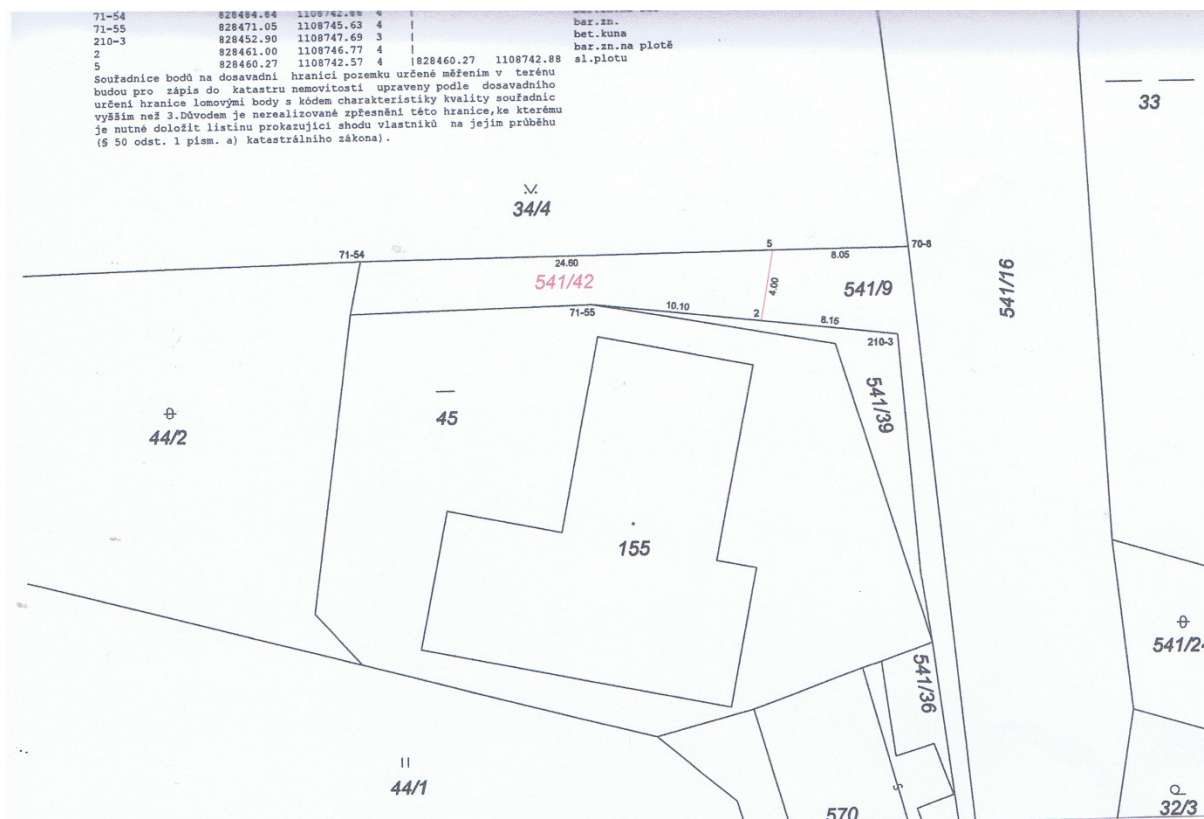 71-54 828484.84 1108742.88 4 |
71-55 828471.05 1108745.63 4 | bar.zn.
210-3 828452.90 1108747.69 3 | bet.kuna
2 828461.00 1108746.77 4 | bar.zn.na plotě
5 828460.27 1108742.57 4 |828460.27 1108742.88 sl.plotu
Souřadnice bodů na dosavadní hranici pozemku určené měřením v terénu
budou pro zápis do katastru nemovitostí upraveny podle dosavadního
určení hranice lomovými body s kódem charakteristiky kvality souřadnic
vyšším než 3.Důvodem je nerealizované zpřesnění této hranice,ke kterému
je nutné doložit listinu prokazující shodu vlastníků na jejím průběhu
(§ 50 odst. 1 písm. a) katastrálního zákona).
33
34/4
71-54
5
70-8
24.60
8.05
541/42
4.00
541/9
541/16
71-55
10.10
2
8.15
210-3
541/39
45
44/2
155
541/24
541/36
44/1
570
32/3